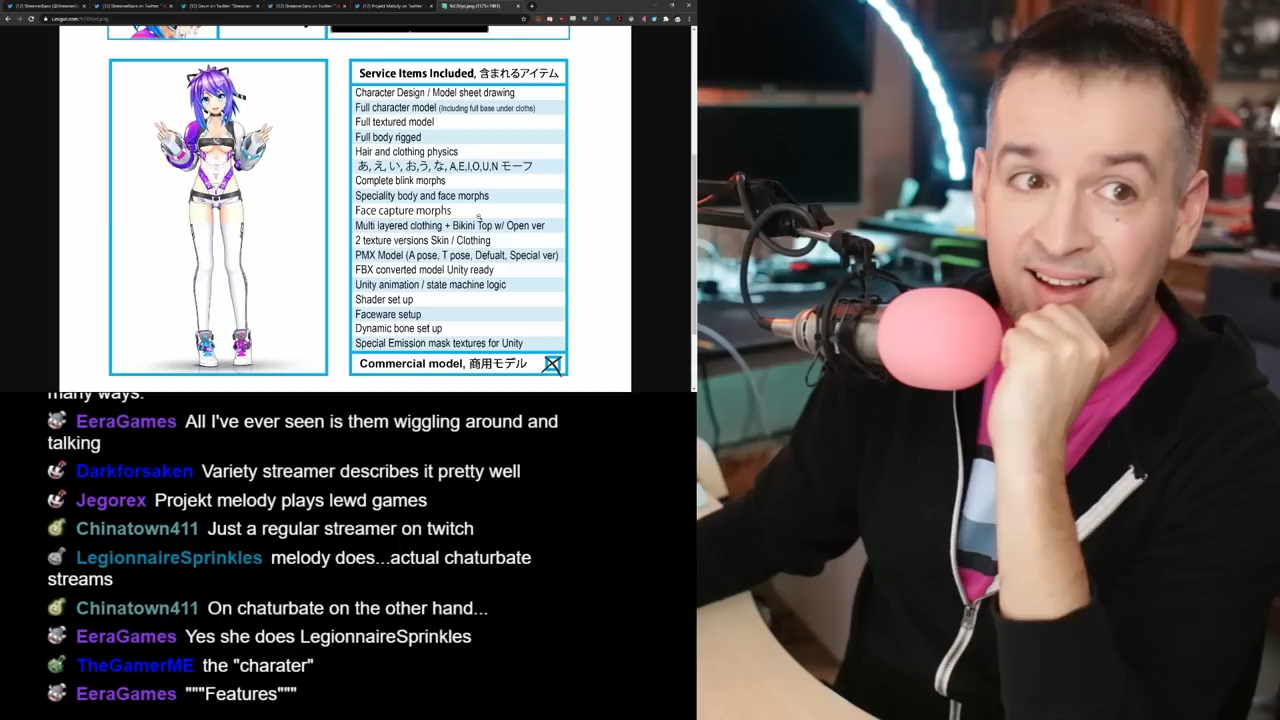 Service Items Included, 含まれるアイテム
Character Design / Model sheet drawing
Full character model (Including full base under cloths)
Full textured model
Full body rigged
Hair and clothing physics
あ, え, い, お,う, な, A,E,I,O,U,N モーフ
Complete blink morphs
Speciality body and face morphs
Face capture morphs
Multi layered clothing + Bikini Top w/ Open ver
2 texture versions Skin / Clothing
PMX Model (A pose, T pose, Defualt, Special ver)
FBX converted model Unity ready
Unity animation / state machine logic
Shader set up
Faceware setup
Dynamic bone set up
Special Emission mask textures for Unity
Commercial model, 商用モデル
many ways.
EeraGames All I've ever seen is them wiggling around and
talking
Darkforsaken Variety streamer describes it pretty well
Jegorex Projekt melody plays lewd games
Chinatown411 Just a regular streamer on twitch
LegionnaireSprinkles melody does...actual chaturbate
streams
Chinatown411 On chaturbate on the other hand...
EeraGames Yes she does LegionnaireSprinkles
TheGamerME the "charater"
EeraGames """Features"""